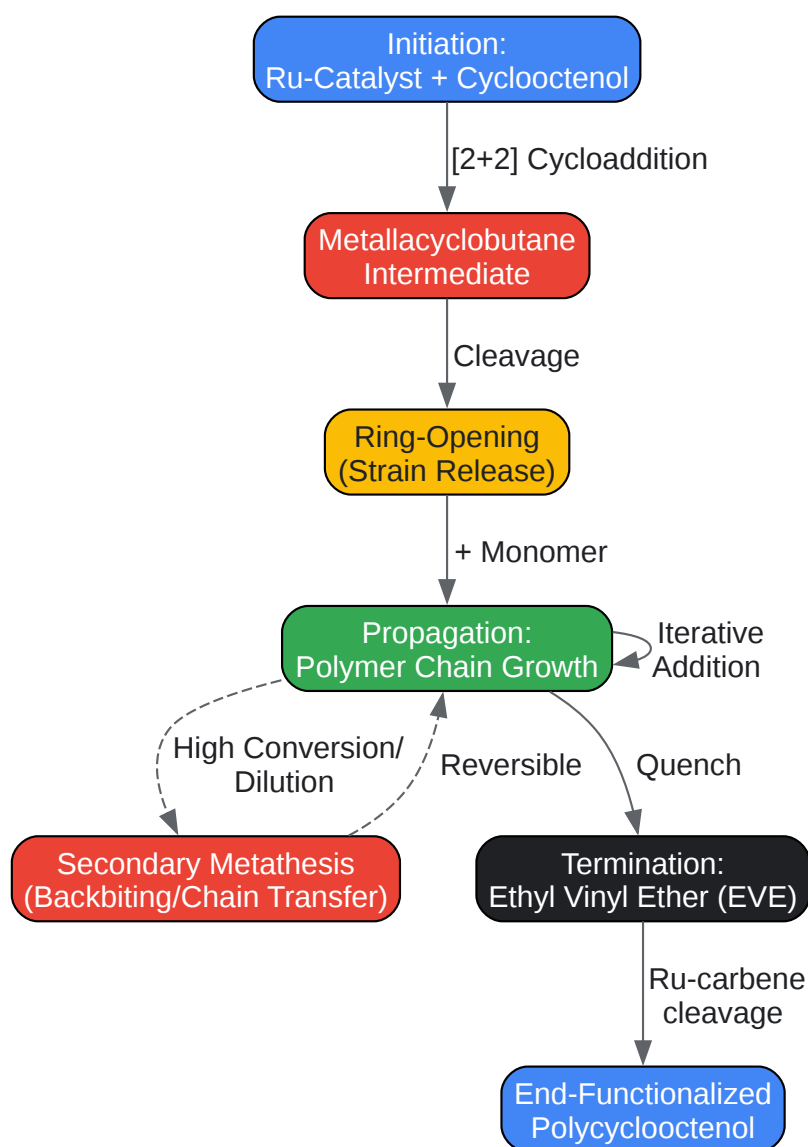 Initiation:
Ru-Catalyst + Cyclooctenol
[2+2] Cycloaddition
Metallacyclobutane
Intermediate
Cleavage
Ring-Opening
(Strain Release)
+ Monomer
Propagation:
Polymer Chain Growth
Iterative
Addition
High Conversion/
Dilution
Reversible
Quench
Secondary Metathesis
(Backbiting/Chain Transfer)
Termination:
Ethyl Vinyl Ether (EVE)
Ru-carbene
cleavage
End-Functionalized
Polycyclooctenol